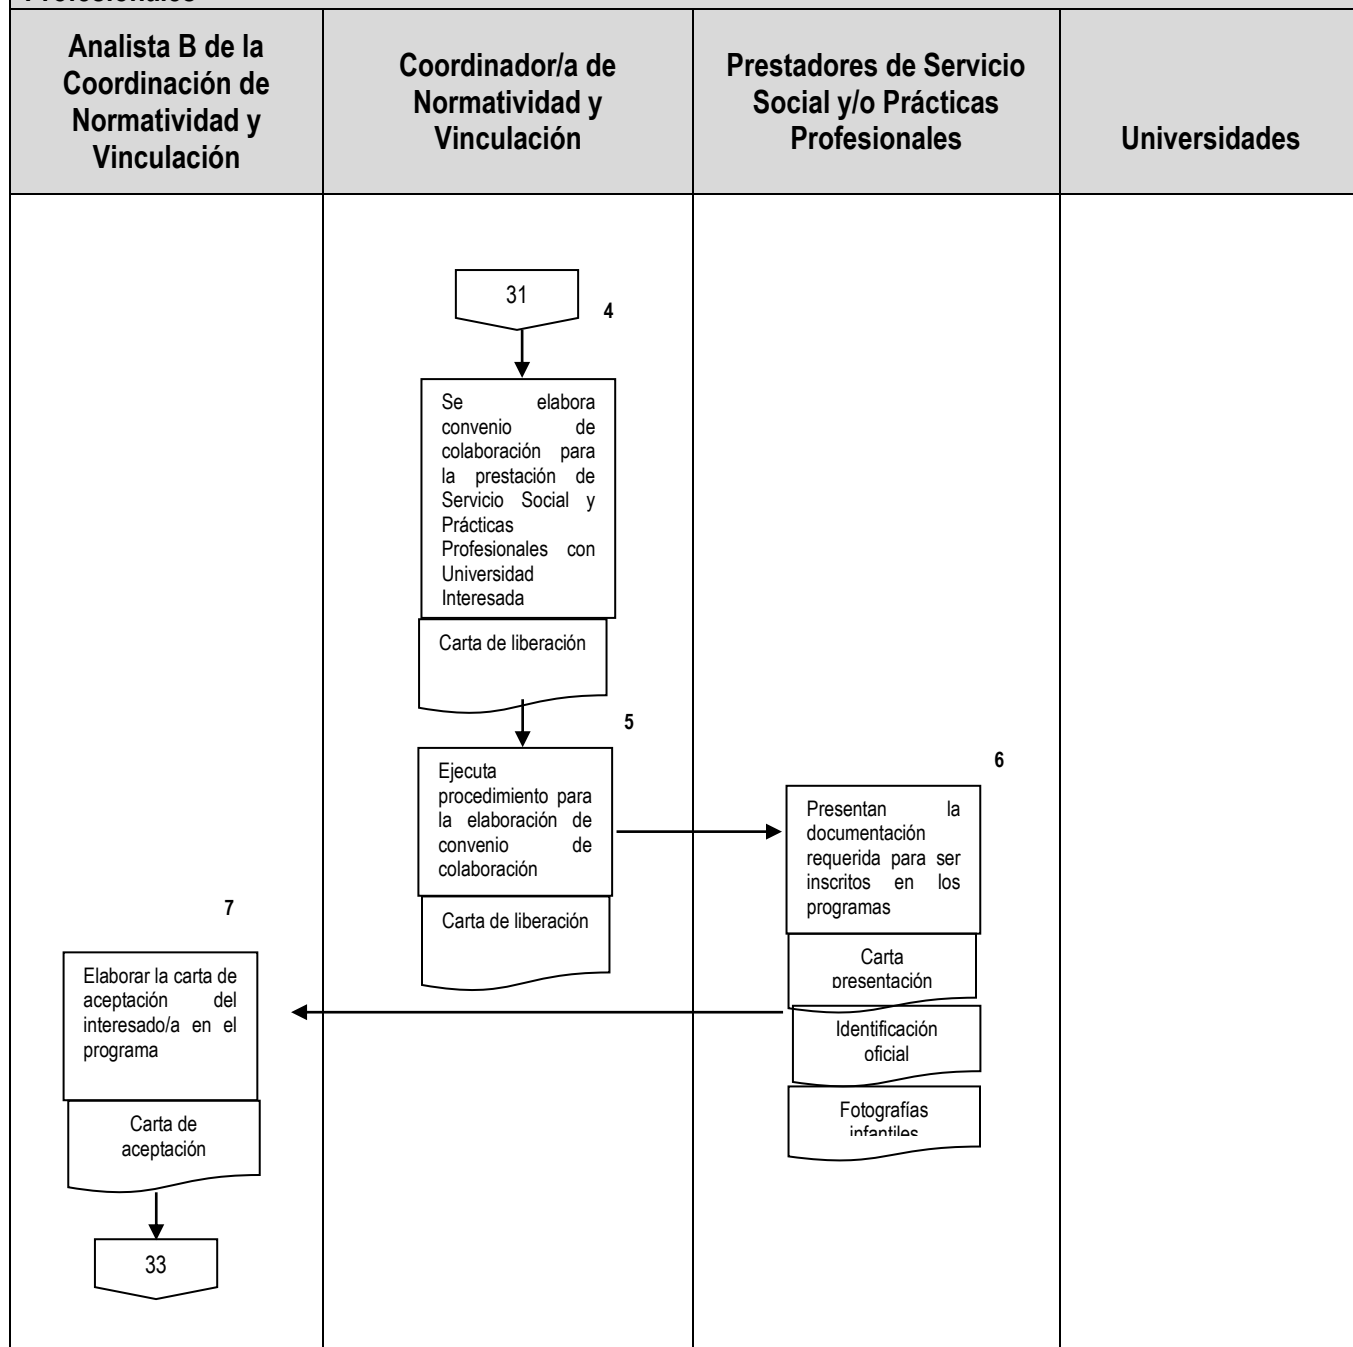 Profesionales
Analista B de la
Coordinación de
Normatividad y
Vinculación
Coordinador/a de
Normatividad y
Vinculación
Prestadores de Servicio
Social y/o Prácticas
Profesionales
Universidades
31
4
Se elabora
convenio de
colaboración para
la prestación de
Servicio Social y
Prácticas
Profesionales con
Universidad
Interesada
Carta de liberación
5
Ejecuta
procedimiento para
la elaboración de
convenio de
colaboración
Carta de liberación
6
Presentan la
documentación
requerida para ser
inscritos en los
programas
Carta
presentación
Identificación
oficial
Fotografías
infantiles
7
Elaborar la carta de
aceptación del
interesado/a en el
programa
Carta de
aceptación
33